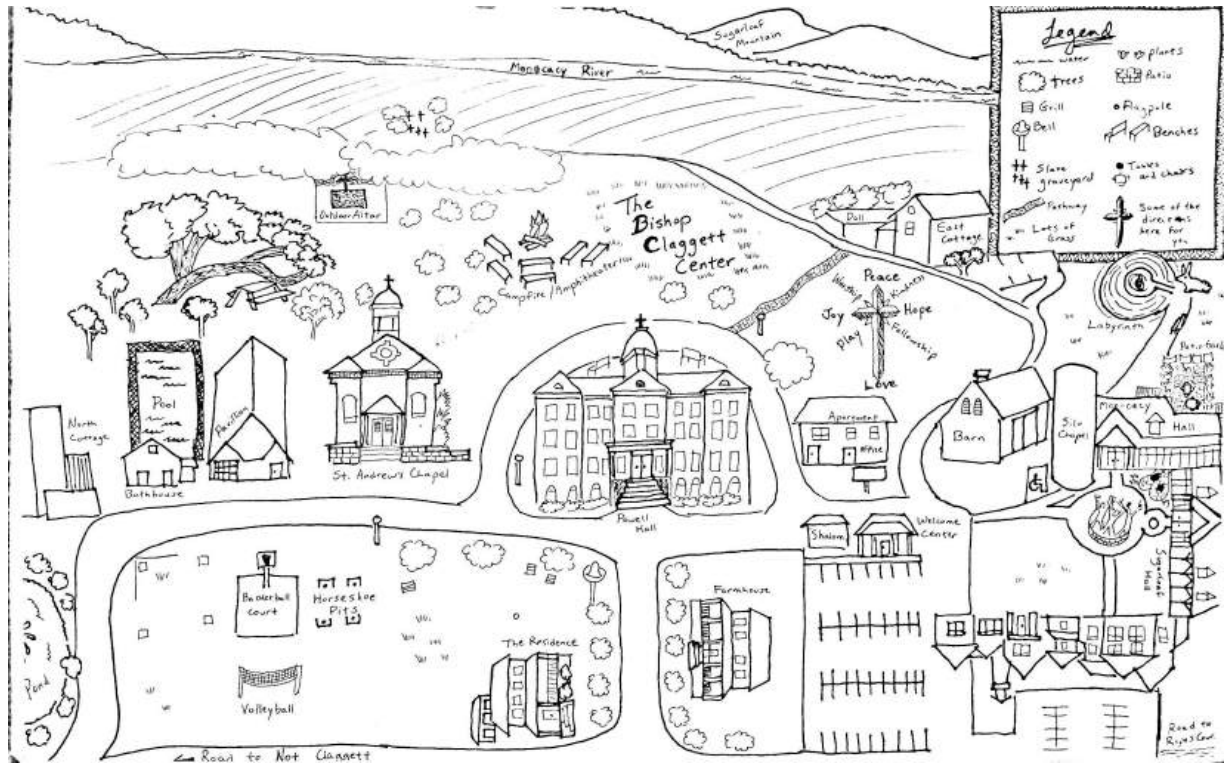 Sugarloaf
Mountain
Monocacy River
Legend
water
plants
trees
Patio
Grill
Flagpole
Bell
Benches
Slave
graveyard
Tables
and chairs
Pathway
Some of the
here for
you
Lots of
Grass
Outdoor Altar
The
Bishop
Claggett
Center
Campfire/Amphitheater
Doll
East
Cottage
Peace
Worship
Kindness
Joy
Hope
Play
Fellowship
Love
Labyrinth
North
Cottage
Pool
Pavilion
Bathhouse
St. Andrews Chapel
Powell
Hall
Apartment
office
Barn
Silo
Chapel
Hall
Shalom
Welcome
Center
Sugarloaf
Hall
Basketball
court
Horseshoe
Pits
Volleyball
The Residence
Farmhouse
Pond
Road to Not Claggett
Road to